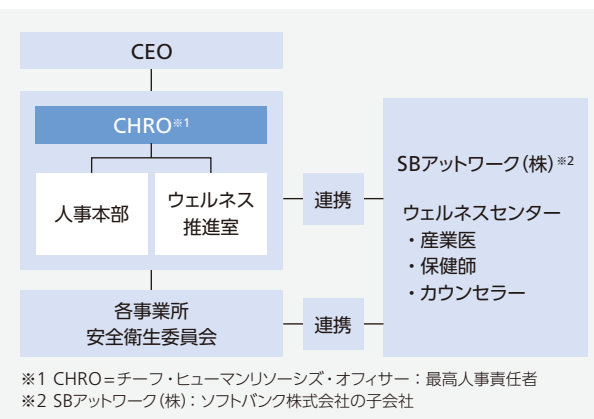 CEO
CHRO※1
人事本部
ウェルネス
推進室
連携
各事業所
安全衛生委員会
連携
SBアットワーク(株)※2
ウェルネスセンター
・産業医
・保健師
・カウンセラー
※1 CHRO=チーフ・ヒューマンリソーシズ・オフィサー:最高人事責任者
※2 SBアットワーク(株):ソフトバンク株式会社の子会社